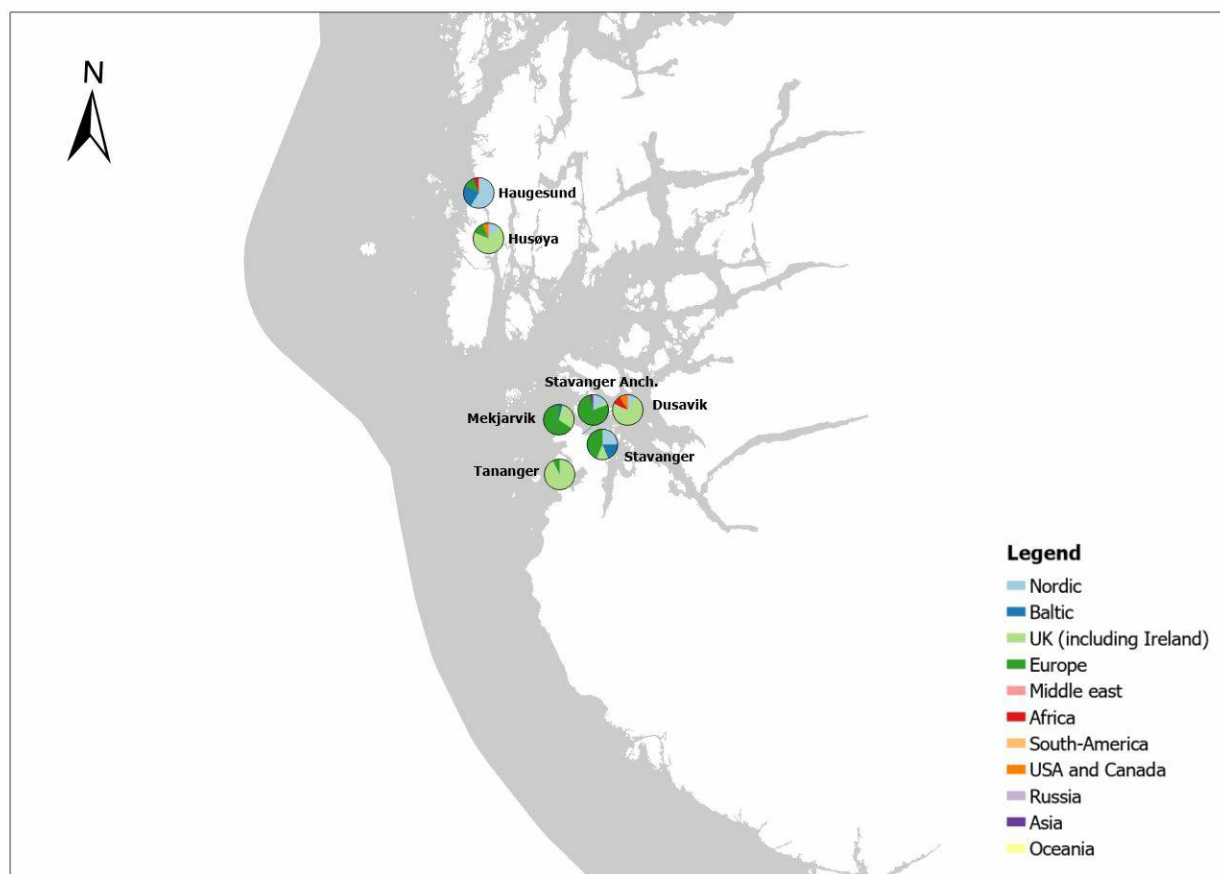 N
Haugesund
Husøya
Stavanger Anch.
Mekjarvik
Dusavik
Stavanger
Tananger
Legend
Nordic
Baltic
UK (including Ireland)
Europe
Middle east
Africa
South-America
USA and Canada
Russia
Asia
Oceania